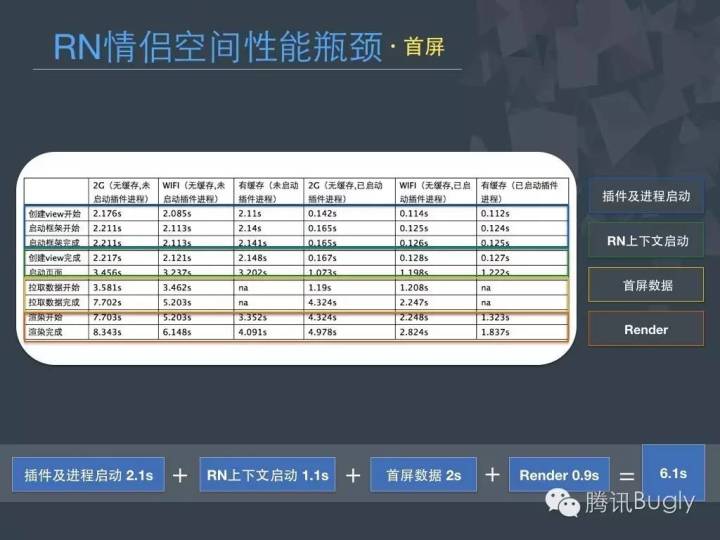 RN情侣空间性能瓶颈 · 首屏
2G（无缓存,未启动插件进程） WIFI（无缓存,未启动插件进程） 有缓存（未启动插件进程） 2G（无缓存,已启动插件进程） WIFI（无缓存,已启动插件进程） 有缓存（已启动插件进程）
创建view开始 2.176s 2.085s 2.11s 0.142s 0.114s 0.112s
启动框架开始 2.211s 2.113s 2.14s 0.165s 0.125s 0.124s
启动框架完成 2.211s 2.113s 2.141s 0.165s 0.126s 0.125s
创建view完成 2.217s 2.121s 2.148s 0.167s 0.128s 0.127s
启动页面 3.456s 3.237s 3.202s 1.073s 1.198s 1.222s
拉取数据开始 3.581s 3.462s na 1.19s 1.208s na
拉取数据完成 7.702s 5.203s na 4.324s 2.247s na
渲染开始 7.703s 5.203s 3.352s 4.324s 2.248s 1.323s
渲染完成 8.343s 6.148s 4.091s 4.978s 2.824s 1.837s
插件及进程启动
RN上下文启动
首屏数据
Render
插件及进程启动 2.1s + RN上下文启动 1.1s + 首屏数据 2s + Render 0.9s = 6.1s
腾讯Bugly